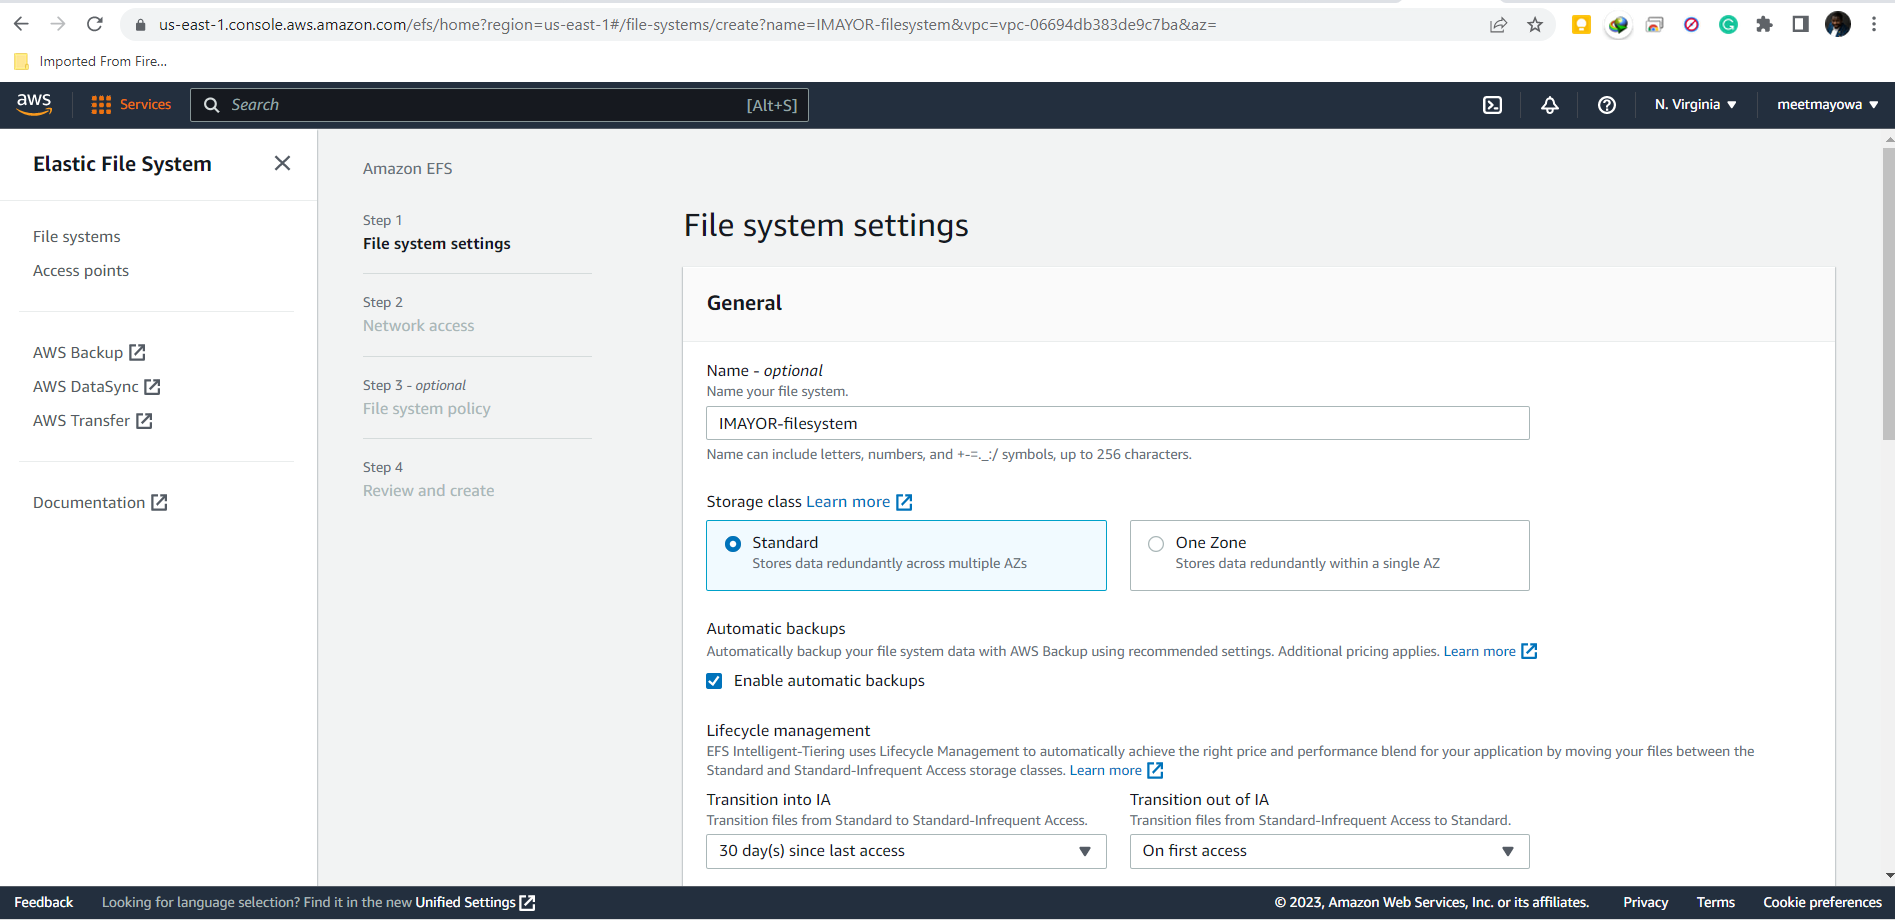 us-east-1.console.aws.amazon.com/efs/home?region=us-east-1#/file-systems/create?name=IMAYOR-filesystem&vpc=vpc-06694db383de9c7ba&az=
Imported From Fire...
aws
Services
Search
[Alt+S]
N. Virginia
meetmayowa
Elastic File System
File systems
Access points
AWS Backup
AWS DataSync
AWS Transfer
Documentation
Amazon EFS
Step 1
File system settings
Step 2
Network access
Step 3 - optional
File system policy
Step 4
Review and create
File system settings
General
Name - optional
Name your file system.
IMAYOR-filesystem
Name can include letters, numbers, and +-=._:/ symbols, up to 256 characters.
Storage class Learn more
Standard
Stores data redundantly across multiple AZs
One Zone
Stores data redundantly within a single AZ
Automatic backups
Automatically backup your file system data with AWS Backup using recommended settings. Additional pricing applies. Learn more
Enable automatic backups
Lifecycle management
EFS Intelligent-Tiering uses Lifecycle Management to automatically achieve the right price and performance blend for your application by moving your files between the
Standard and Standard-Infrequent Access storage classes. Learn more
Transition into IA
Transition files from Standard to Standard-Infrequent Access.
30 day(s) since last access
Transition out of IA
Transition files from Standard-Infrequent Access to Standard.
On first access
Feedback
Looking for language selection? Find it in the new Unified Settings
© 2023, Amazon Web Services, Inc. or its affiliates.
Privacy
Terms
Cookie preferences